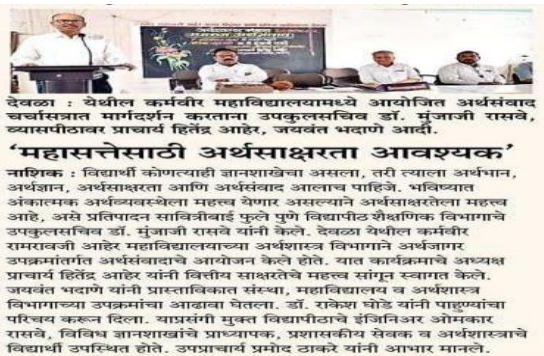 देवळा : येथील कर्मवीर महाविद्यालयामध्ये आयोजित अर्थसंवाद
चर्चासत्रात मार्गदर्शन करताना उपकुलसचिव डॉ. मुंजाजी रासवे,
व्यासपीठावर प्राचार्य हितेंद्र आहेर, जयवंत भदाणे आदी.
'महासत्तेसाठी अर्थसाक्षरता आवश्यक'
नाशिक : विद्यार्थी कोणत्याही ज्ञानशाखेचा असला, तरी त्याला अर्थभान,
अर्थज्ञान, अर्थसाक्षरता आणि अर्थसंवाद आलाच पाहिजे. भविष्यात
अंकात्मक अर्थव्यवस्थेला महत्त्व येणार असल्याने अर्थसाक्षरतेला महत्त्व
आहे, असे प्रतिपादन सावित्रीबाई फुले पुणे विद्यापीठ शैक्षणिक विभागाचे
उपकुलसचिव डॉ. मुंजाजी रासवे यांनी केले. देवळा येथील कर्मवीर
रामरावजी आहेर महाविद्यालयाच्या अर्थशास्त्र विभागाने अर्थजागर
उपक्रमांतर्गत अर्थसंवादाचे आयोजन केले होते. यात कार्यक्रमाचे अध्यक्ष
प्राचार्य हितेंद्र आहेर यांनी वित्तीय साक्षरतेचे महत्त्व सांगून स्वागत केले.
जयवंत भदाणे यांनी प्रास्ताविकात संस्था, महाविद्यालय व अर्थशास्त्र
विभागाच्या उपक्रमांचा आढावा घेतला. डॉ. राकेश घोडे यांनी पाहुण्यांचा
परिचय करून दिला. याप्रसंगी मुक्त विद्यापीठाचे इंजिनिअर ओमकार
रासवे, विविध ज्ञानशाखांचे प्राध्यापक, प्रशासकीय सेवक व अर्थशास्त्राचे
विद्यार्थी उपस्थित होते. उपप्राचार्य प्रमोद ठाकरे यांनी आभार मानले.